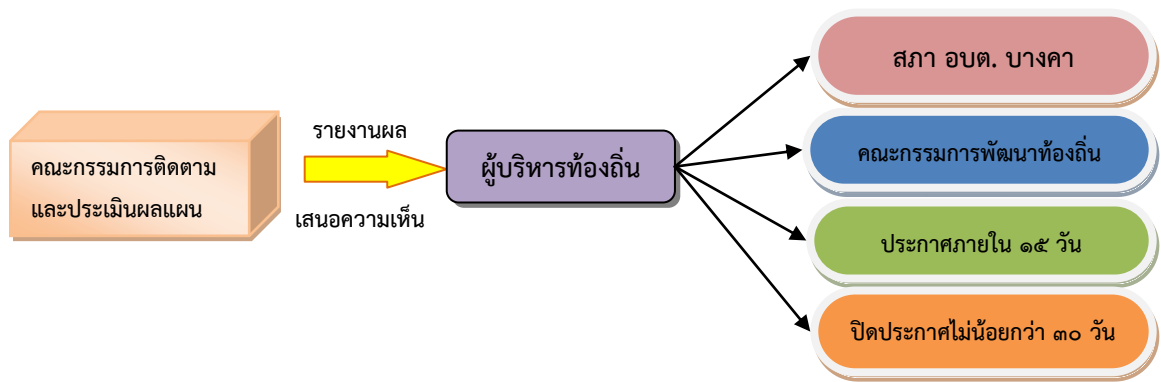 คณะกรรมการติดตาม
และประเมินผลแผน
รายงานผล
เสนอความเห็น
ผู้บริหารท้องถิ่น
สภา อบต. บางคา
คณะกรรมการพัฒนาท้องถิ่น
ประกาศภายใน ๑๕ วัน
ปิดประกาศไม่น้อยกว่า ๓๐ วัน